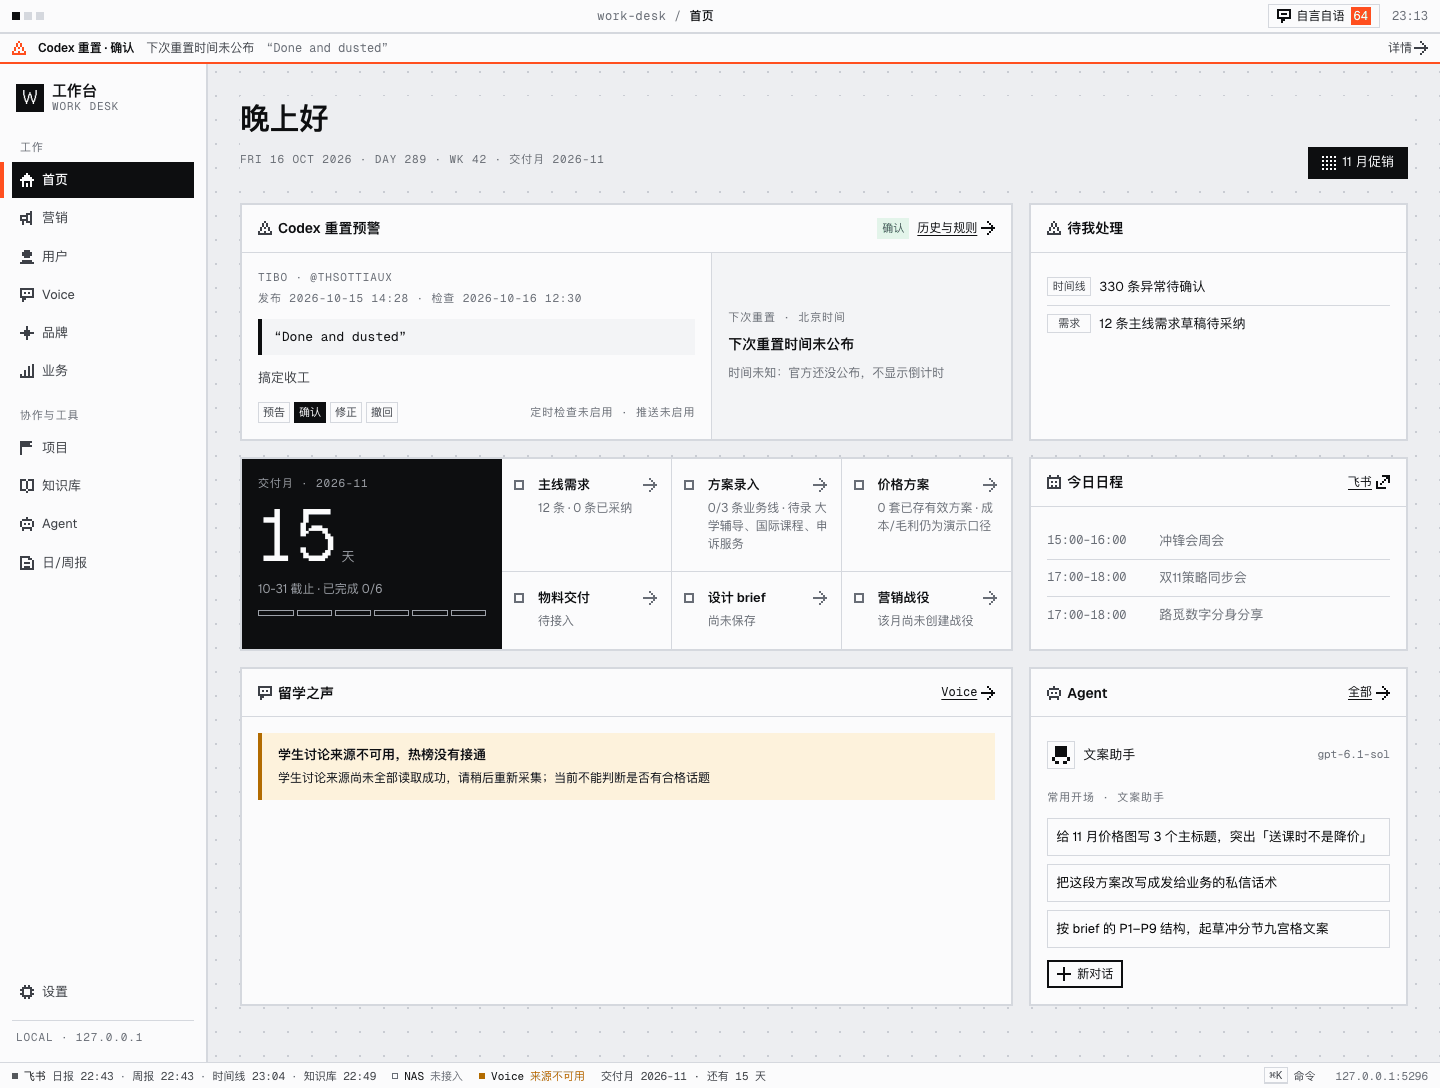 work-desk / 首页
自言自语 64
23:13
Codex 重置 · 确认 下次重置时间未公布 “Done and dusted”
详情
W
工作台
WORK DESK
工作
首页
营销
用户
Voice
品牌
业务
协作与工具
项目
知识库
Agent
日/周报
设置
LOCAL · 127.0.0.1
晚上好
FRI 16 OCT 2026 · DAY 289 · WK 42 · 交付月 2026-11
11 月促销
Codex 重置预警
确认 历史与规则
TIBO · @THSOTTIAUX
发布 2026-10-15 14:28 · 检查 2026-10-16 12:30
“Done and dusted”
搞定收工
预告 确认 修正 撤回
定时检查未启用 · 推送未启用
下次重置 · 北京时间
下次重置时间未公布
时间未知：官方还没公布，不显示倒计时
待我处理
时间线 330 条异常待确认
需求 12 条主线需求草稿待采纳
交付月 · 2026-11
15 天
10-31 截止 · 已完成 0/6
主线需求
12 条 · 0 条已采纳
方案录入
0/3 条业务线 · 待录 大
学辅导、国际课程、申
诉服务
价格方案
0 套已存有效方案 · 成
本/毛利仍为演示口径
物料交付
待接入
设计 brief
尚未保存
营销战役
该月尚未创建战役
今日日程
飞书
15:00-16:00 冲锋会周会
17:00-18:00 双11策略同步会
17:00-18:00 路觅数字分身分享
留学之声
Voice
学生讨论来源不可用，热榜没有接通
学生讨论来源尚未全部读取成功，请稍后重新采集；当前不能判断是否有合格话题
Agent
全部
文案助手
gpt-6.1-sol
常用开场 · 文案助手
给 11 月价格图写 3 个主标题，突出「送课时不是降价」
把这段方案改写成发给业务的私信话术
按 brief 的 P1–P9 结构，起草冲分节九宫格文案
新对话
飞书 日报 22:43 · 周报 22:43 · 时间线 23:04 · 知识库 22:49
NAS 未接入
Voice 来源不可用
交付月 2026-11 · 还有 15 天
⌘K 命令
127.0.0.1:5296